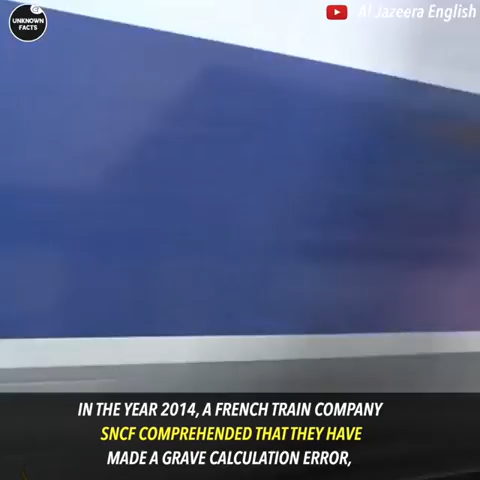 UNKNOWN
FACTS
Al Jazeera English
IN THE YEAR 2014, A FRENCH TRAIN COMPANY
SNCF COMPREHENDED THAT THEY HAVE
MADE A GRAVE CALCULATION ERROR,